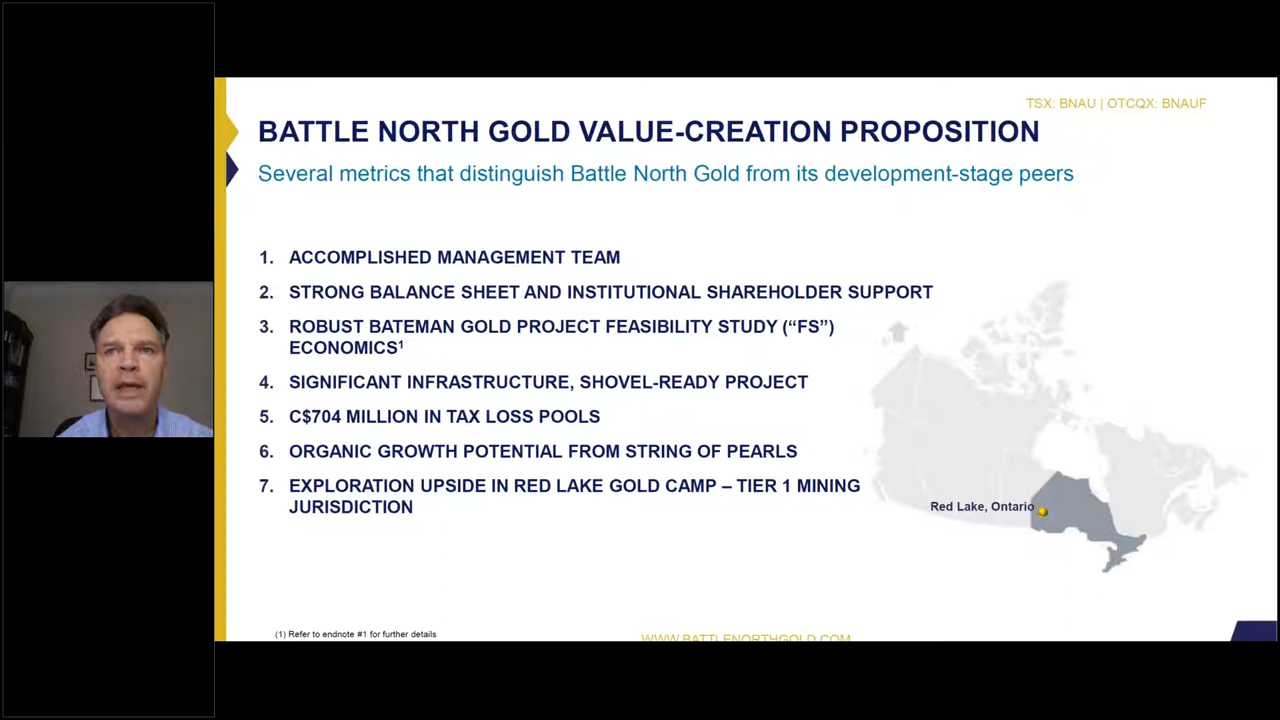 TSX: BNAU | OTCQX: BNAUF
BATTLE NORTH GOLD VALUE-CREATION PROPOSITION
Several metrics that distinguish Battle North Gold from its development-stage peers
1. ACCOMPLISHED MANAGEMENT TEAM
2. STRONG BALANCE SHEET AND INSTITUTIONAL SHAREHOLDER SUPPORT
3. ROBUST BATEMAN GOLD PROJECT FEASIBILITY STUDY (“FS”)
ECONOMICS¹
4. SIGNIFICANT INFRASTRUCTURE, SHOVEL-READY PROJECT
5. C$704 MILLION IN TAX LOSS POOLS
6. ORGANIC GROWTH POTENTIAL FROM STRING OF PEARLS
7. EXPLORATION UPSIDE IN RED LAKE GOLD CAMP – TIER 1 MINING
JURISDICTION
Red Lake, Ontario
(1) Refer to endnote #1 for further details
WWW.BATTLENORTHGOLD.COM